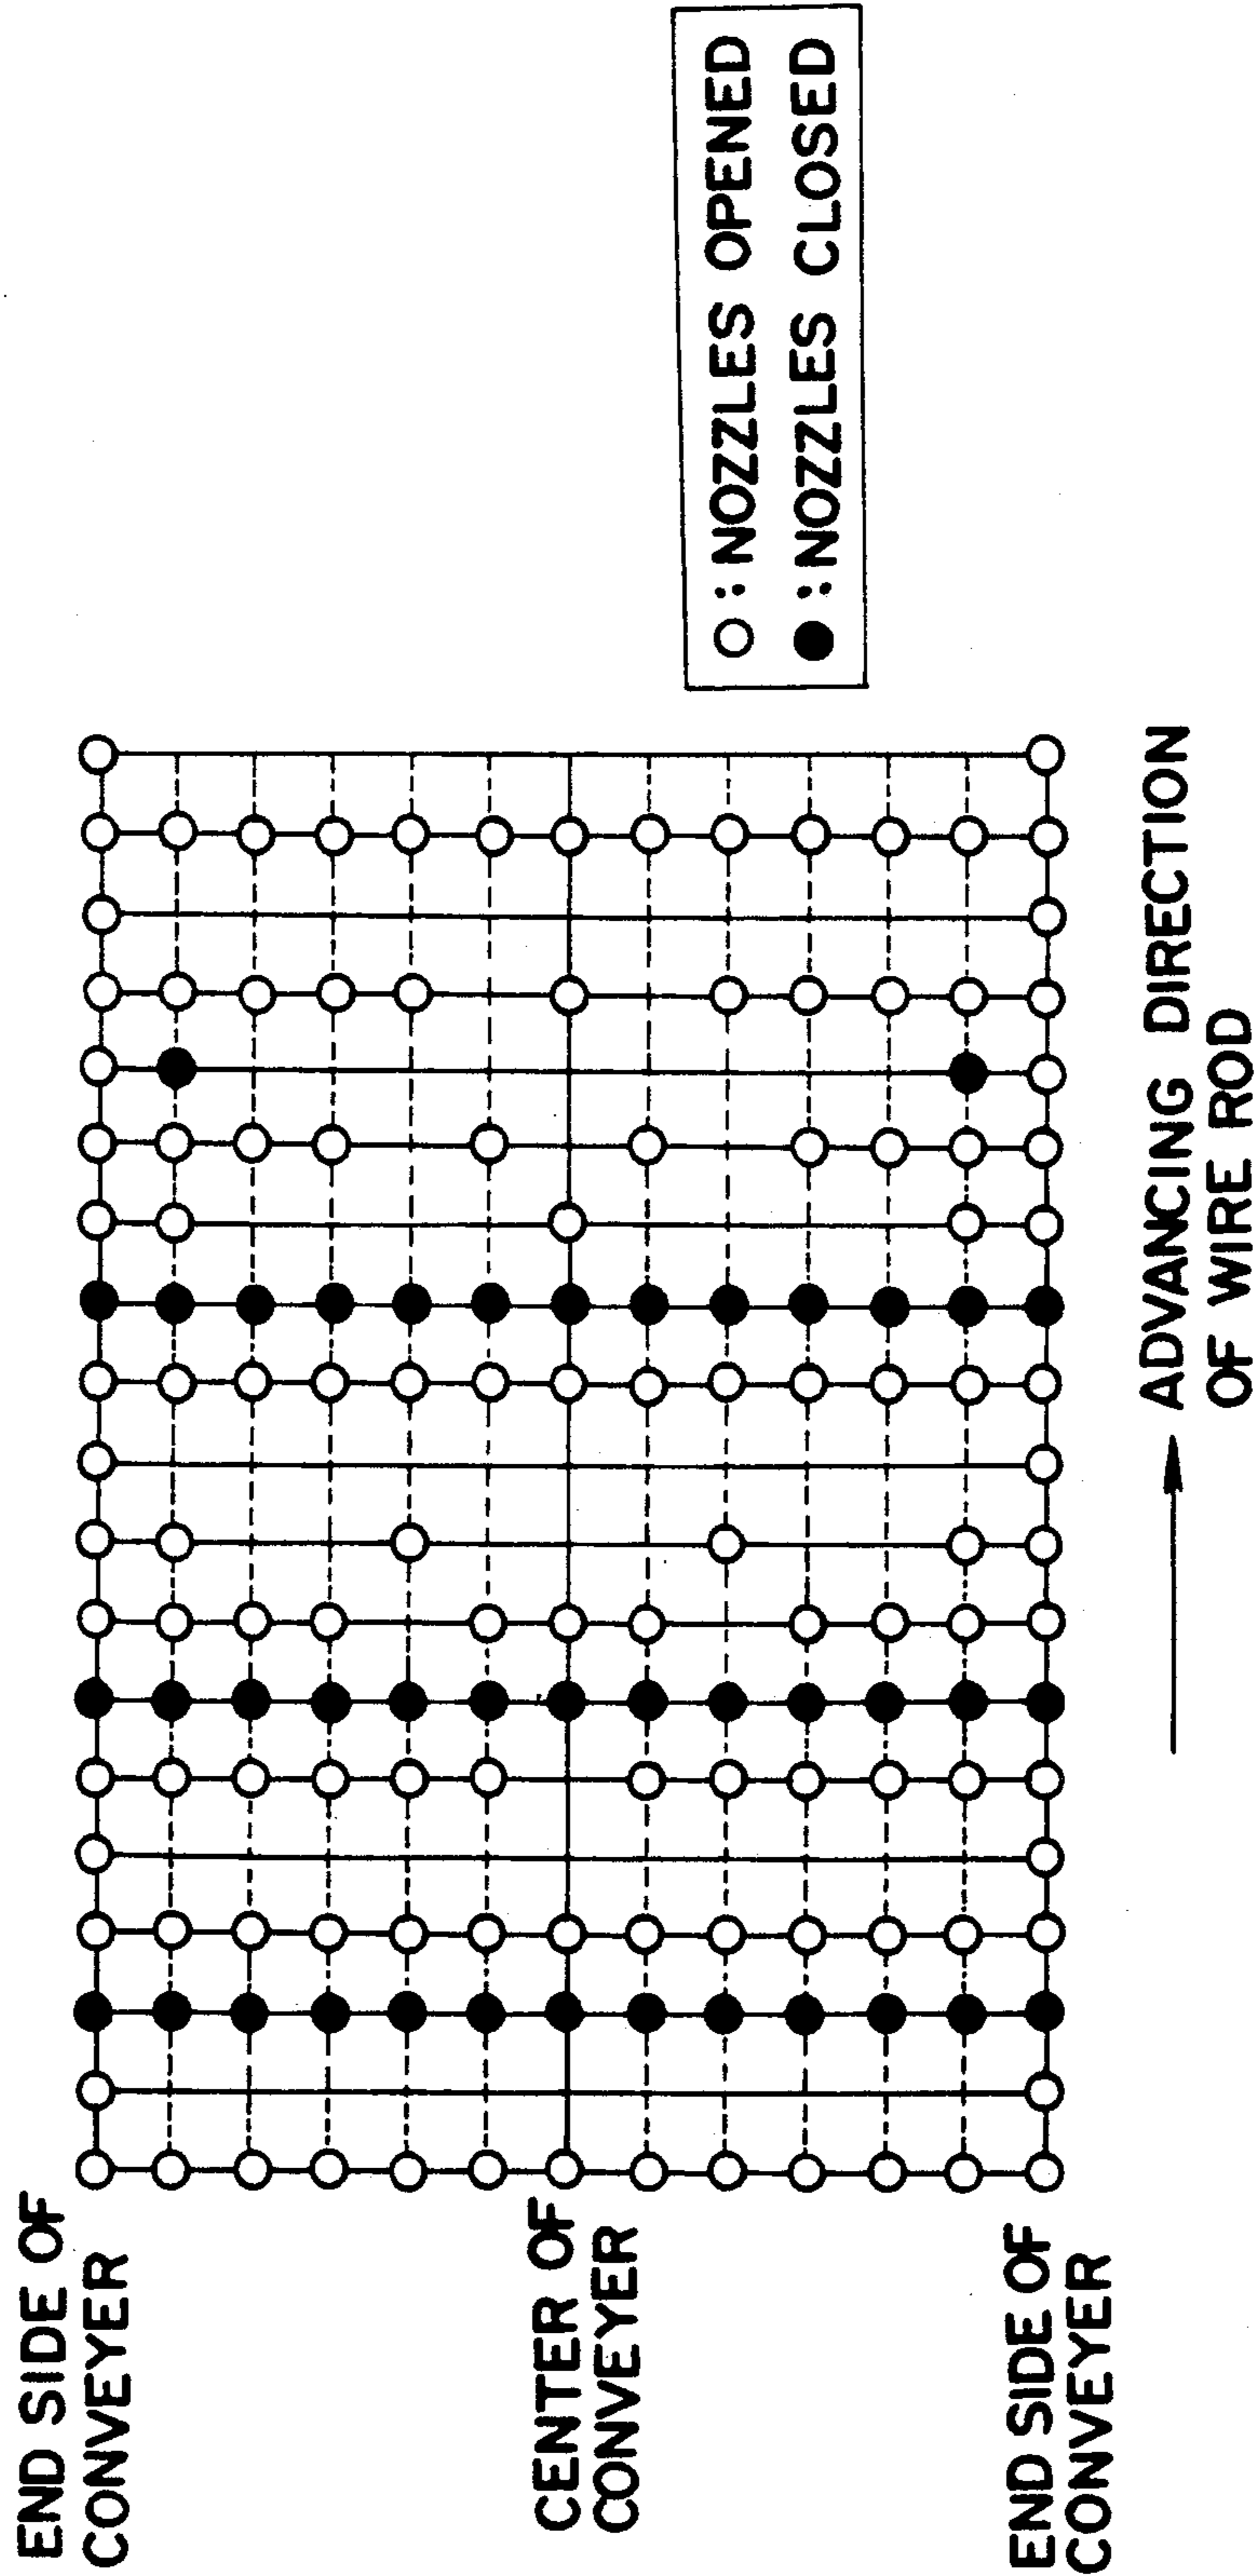 END SIDE OF
CONVEYER
CENTER OF
CONVEYER
END SIDE OF
CONVEYER
ADVANCING DIRECTION
OF WIRE ROD
: NOZZLES OPENED
: NOZZLES CLOSED